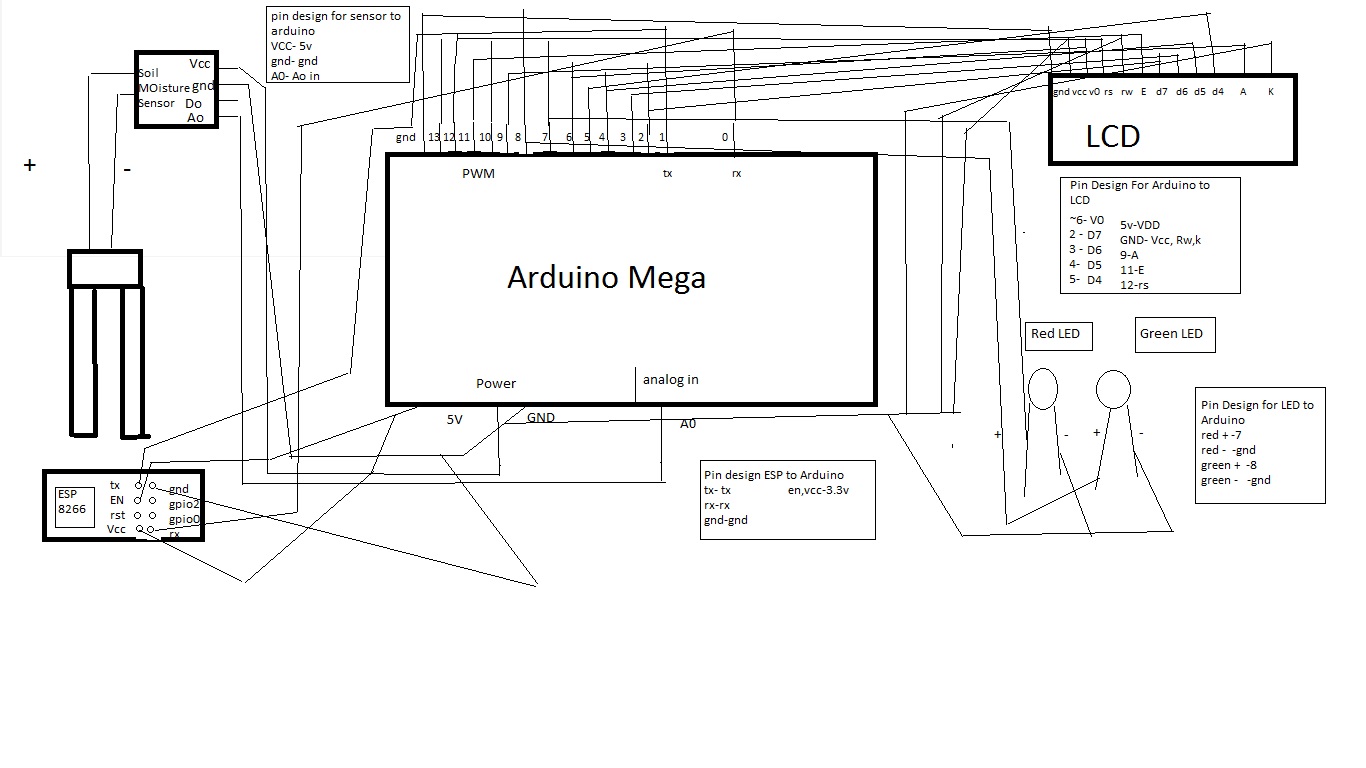 pin design for sensor to
arduino
VCC- 5v
gnd- gnd
A0- Ao in
Vcc
Soil
MOisture gnd
Sensor Do
Ao
+ -
gnd 13 12 11 10 9 8 7 6 5 4 3 2 1 0
PWM tx rx
Arduino Mega
Power analog in
5V GND A0
gnd vcc v0 rs rw E d7 d6 d5 d4 A K
LCD
Pin Design For Arduino to
LCD
~6- V0
2 - D7
3 - D6
4- D5
5- D4
5v-VDD
GND- Vcc, Rw,k
9-A
11-E
12-rs
Red LED
Green LED
+ - + -
Pin Design for LED to
Arduino
red + -7
red - -gnd
green + -8
green - -gnd
ESP
8266
tx
EN
rst
Vcc
gnd
gpio2
gpio0
rx
Pin design ESP to Arduino
tx- tx en,vcc-3.3v
rx-rx
gnd-gnd